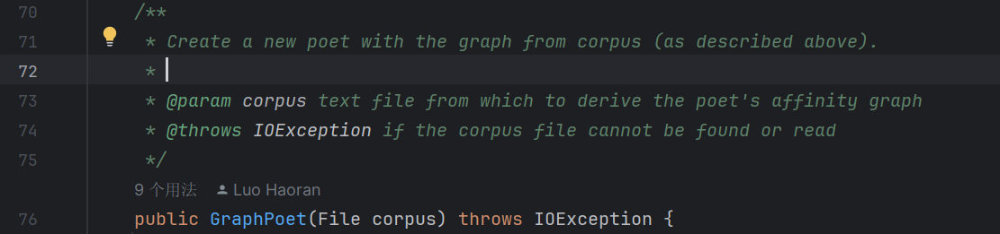 70 /**
71 * Create a new poet with the graph from corpus (as described above).
72 *
73 * @param corpus text file from which to derive the poet's affinity graph
74 * @throws IOException if the corpus file cannot be found or read
75 */
9 个用法 Luo Haoran
76 public GraphPoet(File corpus) throws IOException {